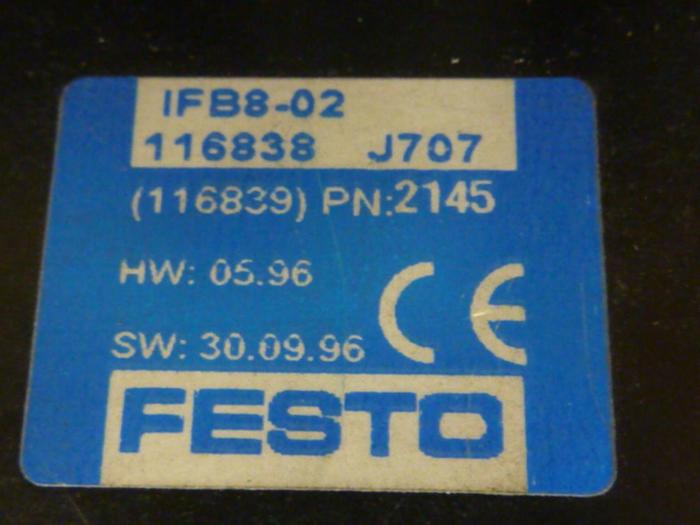 IFB8-02
116838 J707
(116839) PN:2145
HW: 05.96
SW: 30.09.96
CE
FESTO